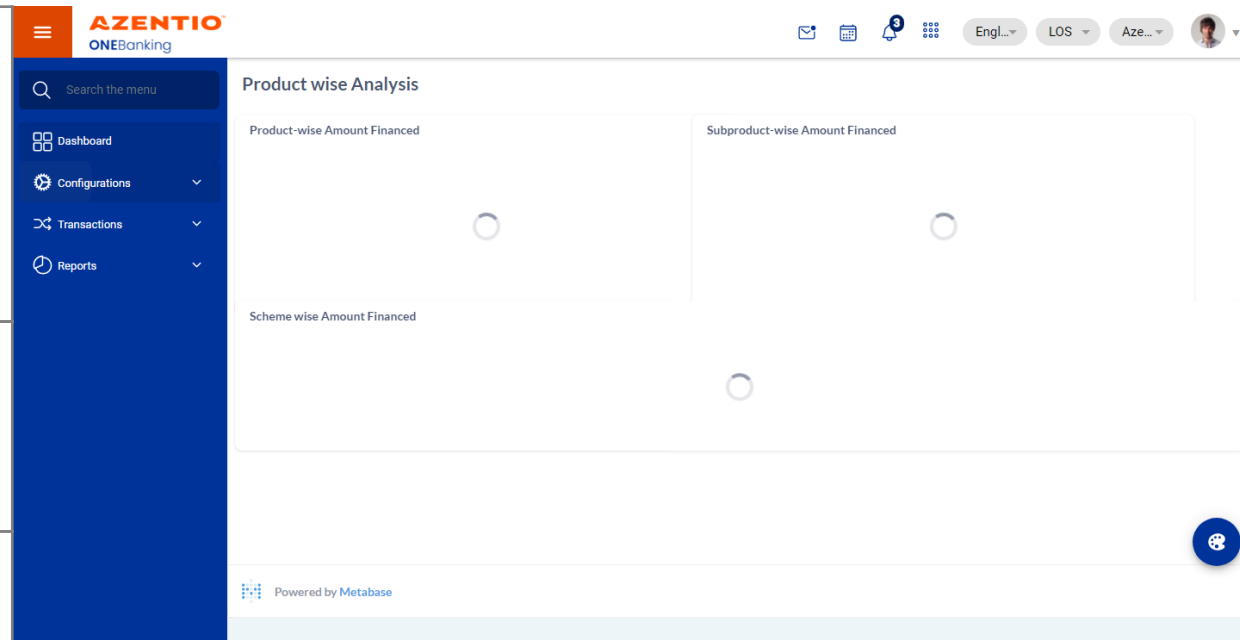 AZENTIO
ONEBanking
3
Engl...
LOS
Aze...
Search the menu
Dashboard
Configurations
Transactions
Reports
Product wise Analysis
Product-wise Amount Financed
Subproduct-wise Amount Financed
Scheme wise Amount Financed
Powered by Metabase